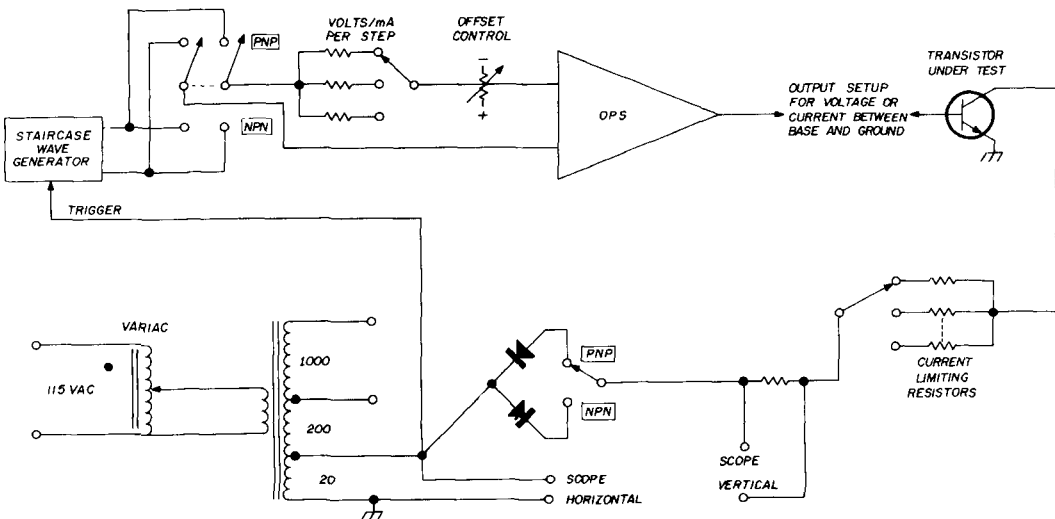 PNP
VOLTS/mA
PER STEP
OFFSET
CONTROL
–
+
NPN
STAIRCASE
WAVE
GENERATOR
OPS
OUTPUT SETUP
FOR VOLTAGE OR
CURRENT BETWEEN
BASE AND GROUND
TRANSISTOR
UNDER TEST
TRIGGER
VARIAC
115 VAC
1000
200
20
PNP
NPN
SCOPE
HORIZONTAL
SCOPE
VERTICAL
CURRENT
LIMITING
RESISTORS